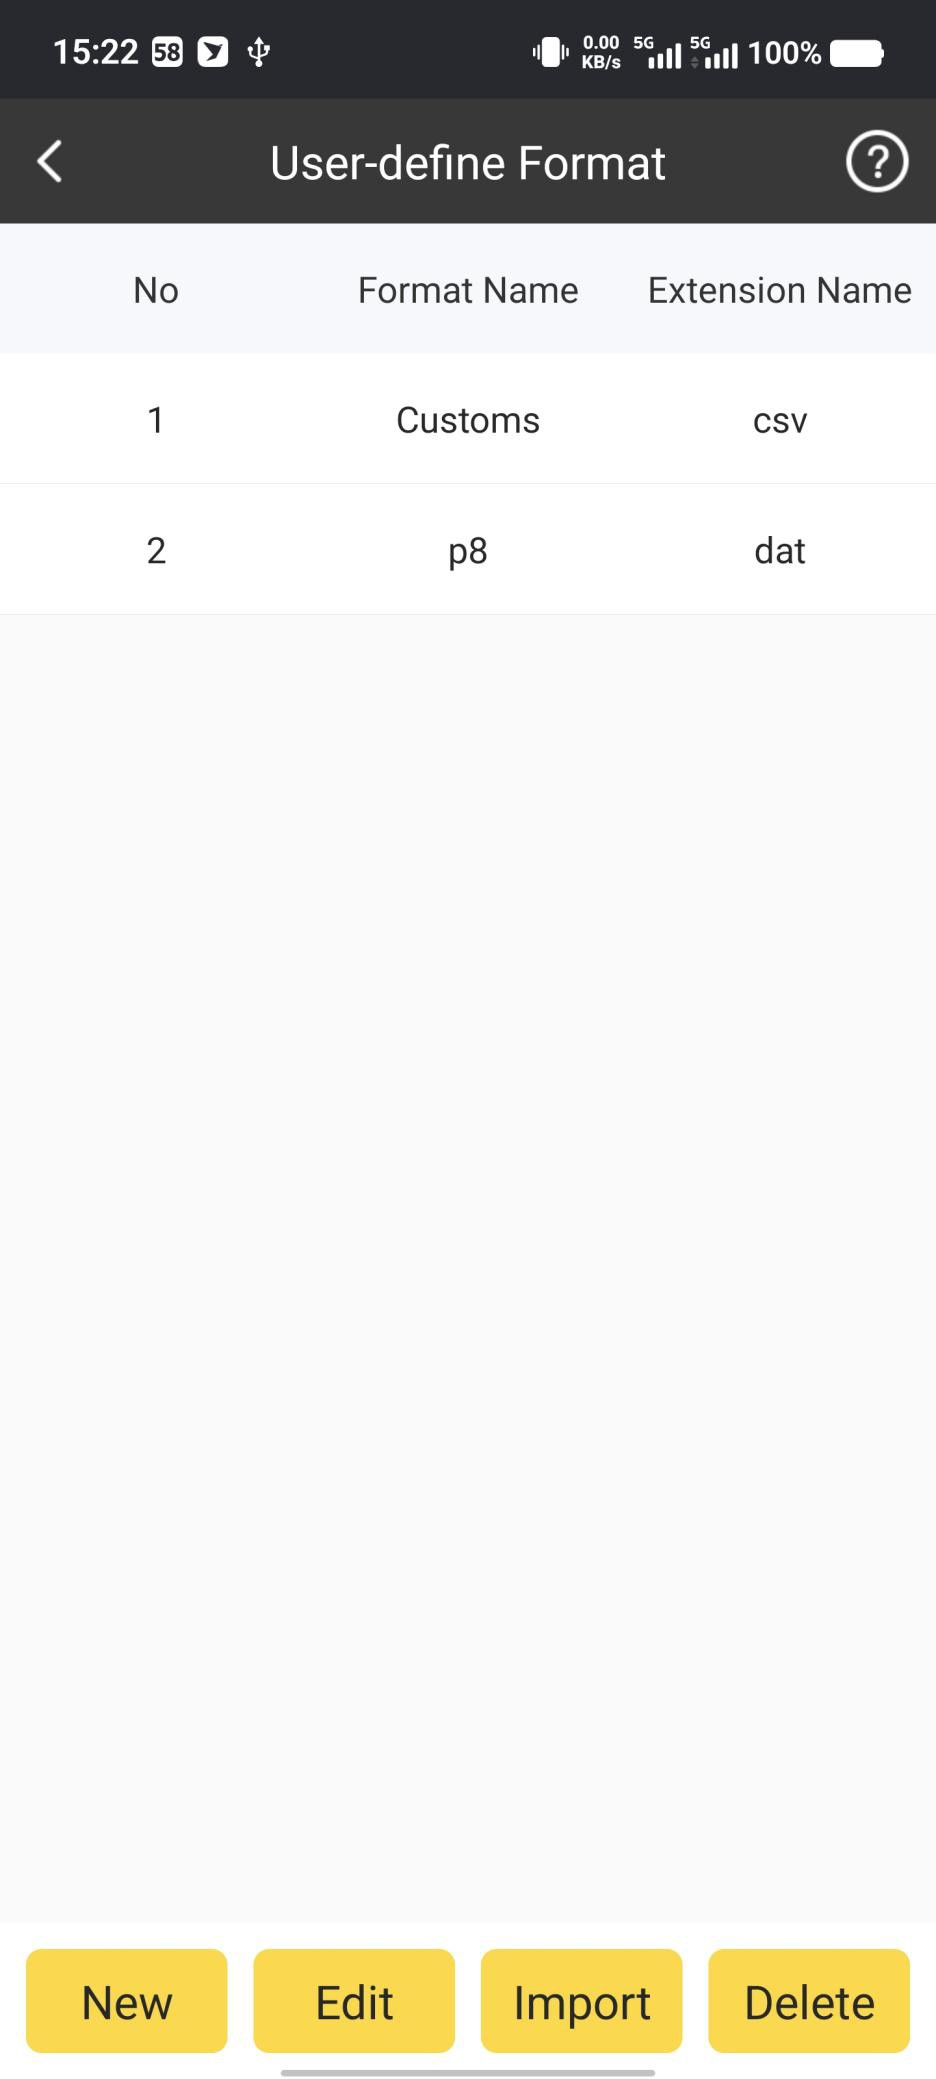 15:22 58 0.00 KB/s 5G 5G 100%
User-define Format ?
No Format Name Extension Name
1 Customs csv
2 p8 dat
New Edit Import Delete